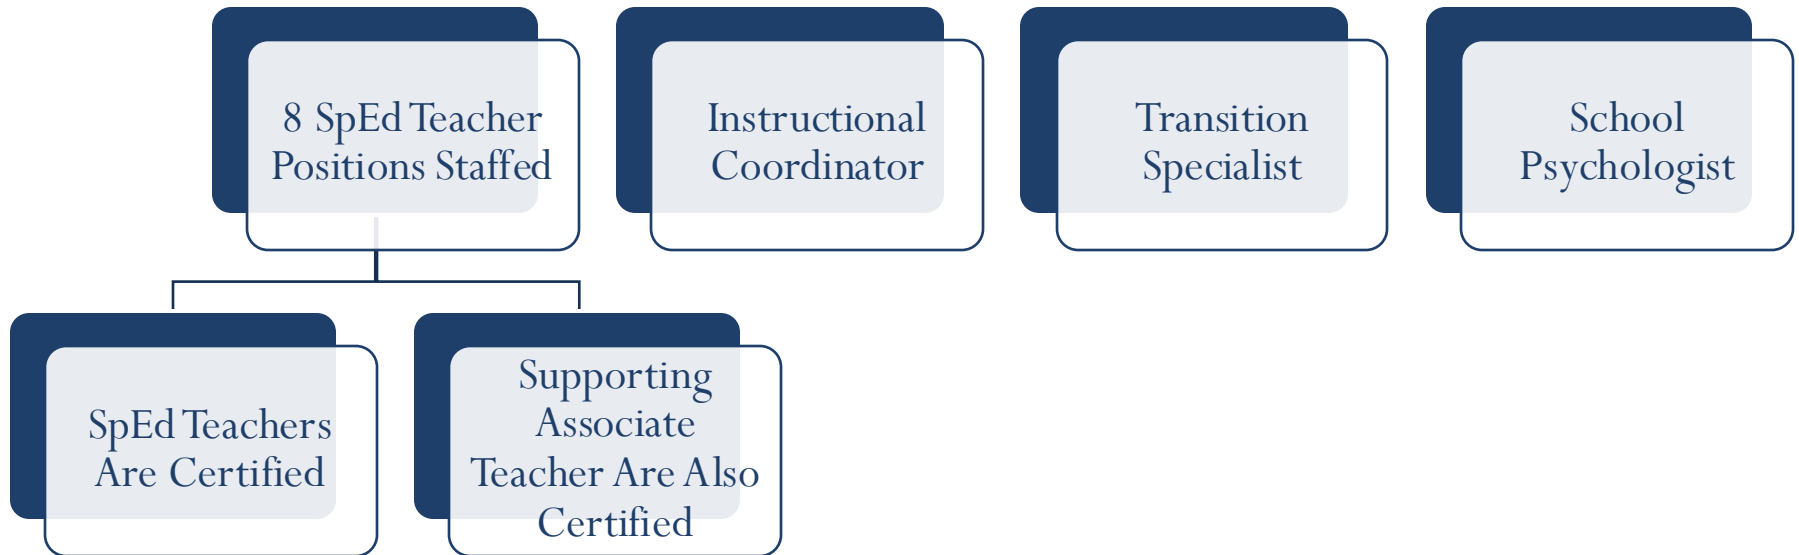 8 SpEd Teacher
Positions Staffed
Instructional
Coordinator
Transition
Specialist
School
Psychologist
SpEd Teachers
Are Certified
Supporting
Associate
Teacher Are Also
Certified